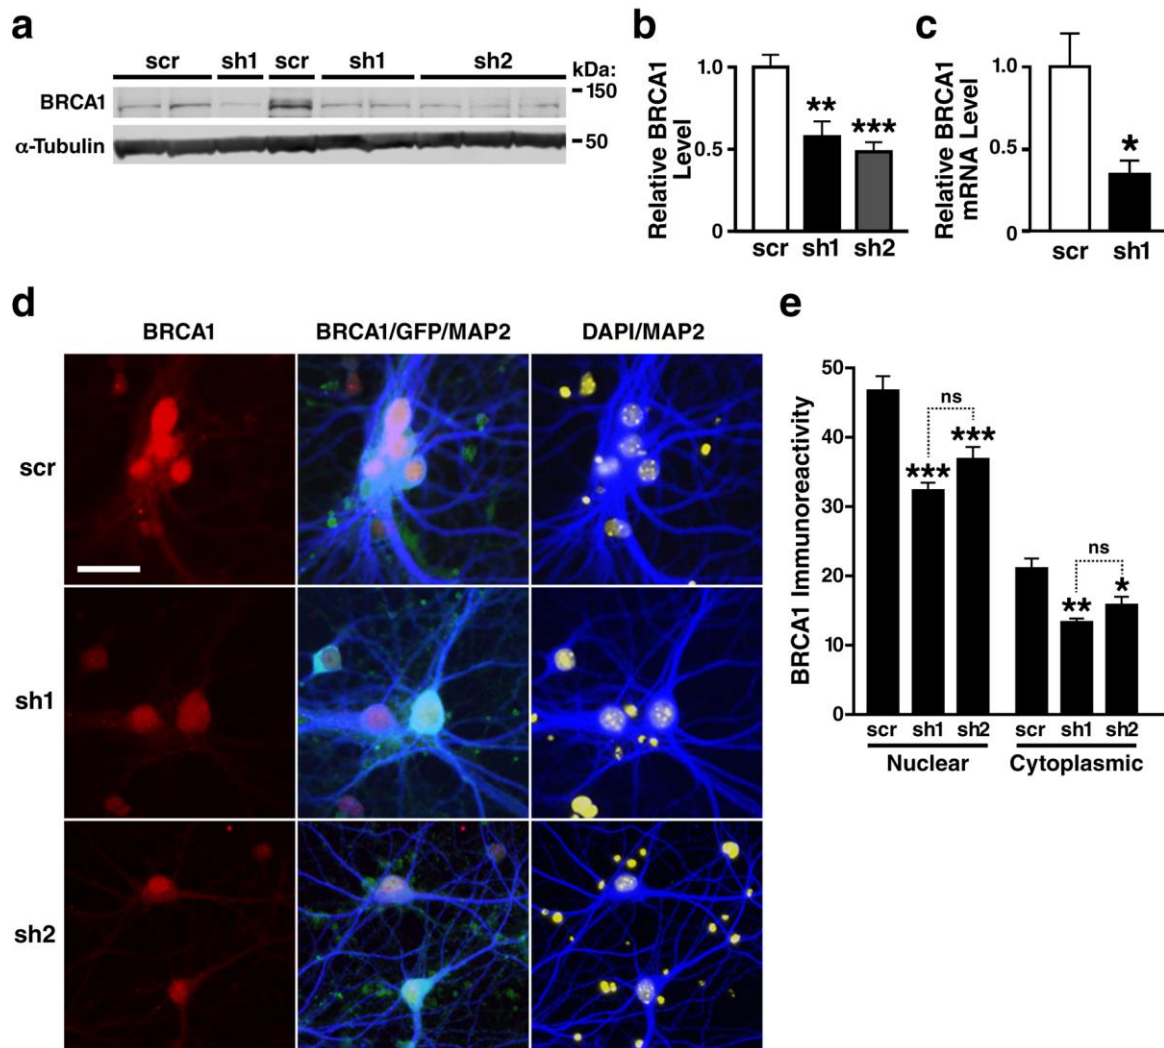 a
scr sh1 scr sh1 sh2 kDa:
BRCA1 150
α-Tubulin 50
b
Relative BRCA1
Level
1.0
0.5
0
**
***
scr sh1 sh2
c
Relative BRCA1
mRNA Level
1.0
0.5
0
*
scr sh1
d
BRCA1 BRCA1/GFP/MAP2 DAPI/MAP2
scr
sh1
sh2
e
BRCA1 Immunoreactivity
50
40
30
20
10
0
ns
***
***
ns
**
*
scr sh1 sh2 scr sh1 sh2
Nuclear Cytoplasmic